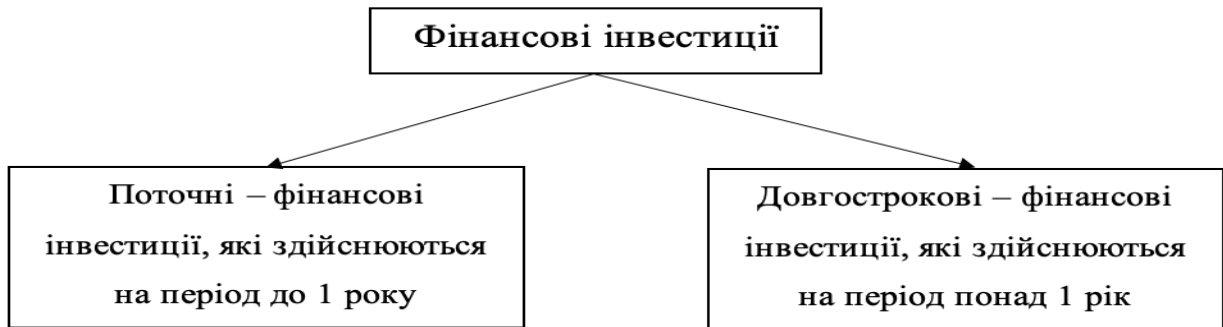 Фінансові інвестиції
Поточні – фінансові
інвестиції, які здійснюються
на період до 1 року
Довгострокові – фінансові
інвестиції, які здійснюються
на період понад 1 рік